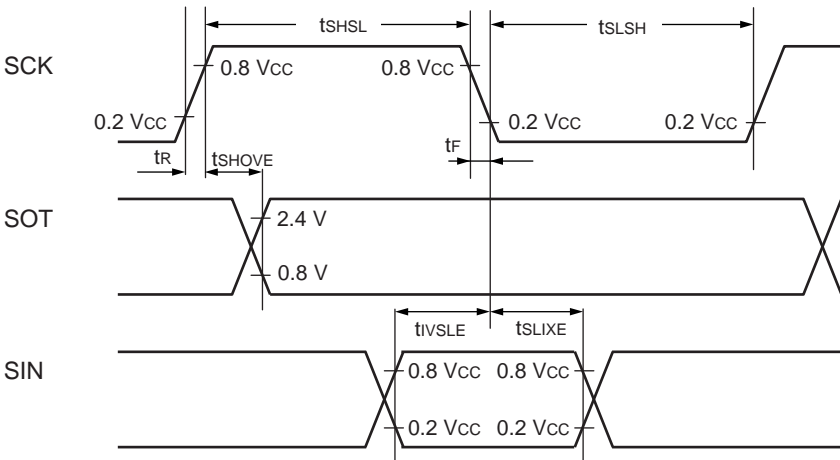 tSHSL
tSLSH
SCK
0.8 VCC
0.8 VCC
0.2 VCC
0.2 VCC
0.2 VCC
tR
tSHOVE
tF
SOT
2.4 V
0.8 V
tIVSLE
tSLIXE
SIN
0.8 VCC
0.8 VCC
0.2 VCC
0.2 VCC